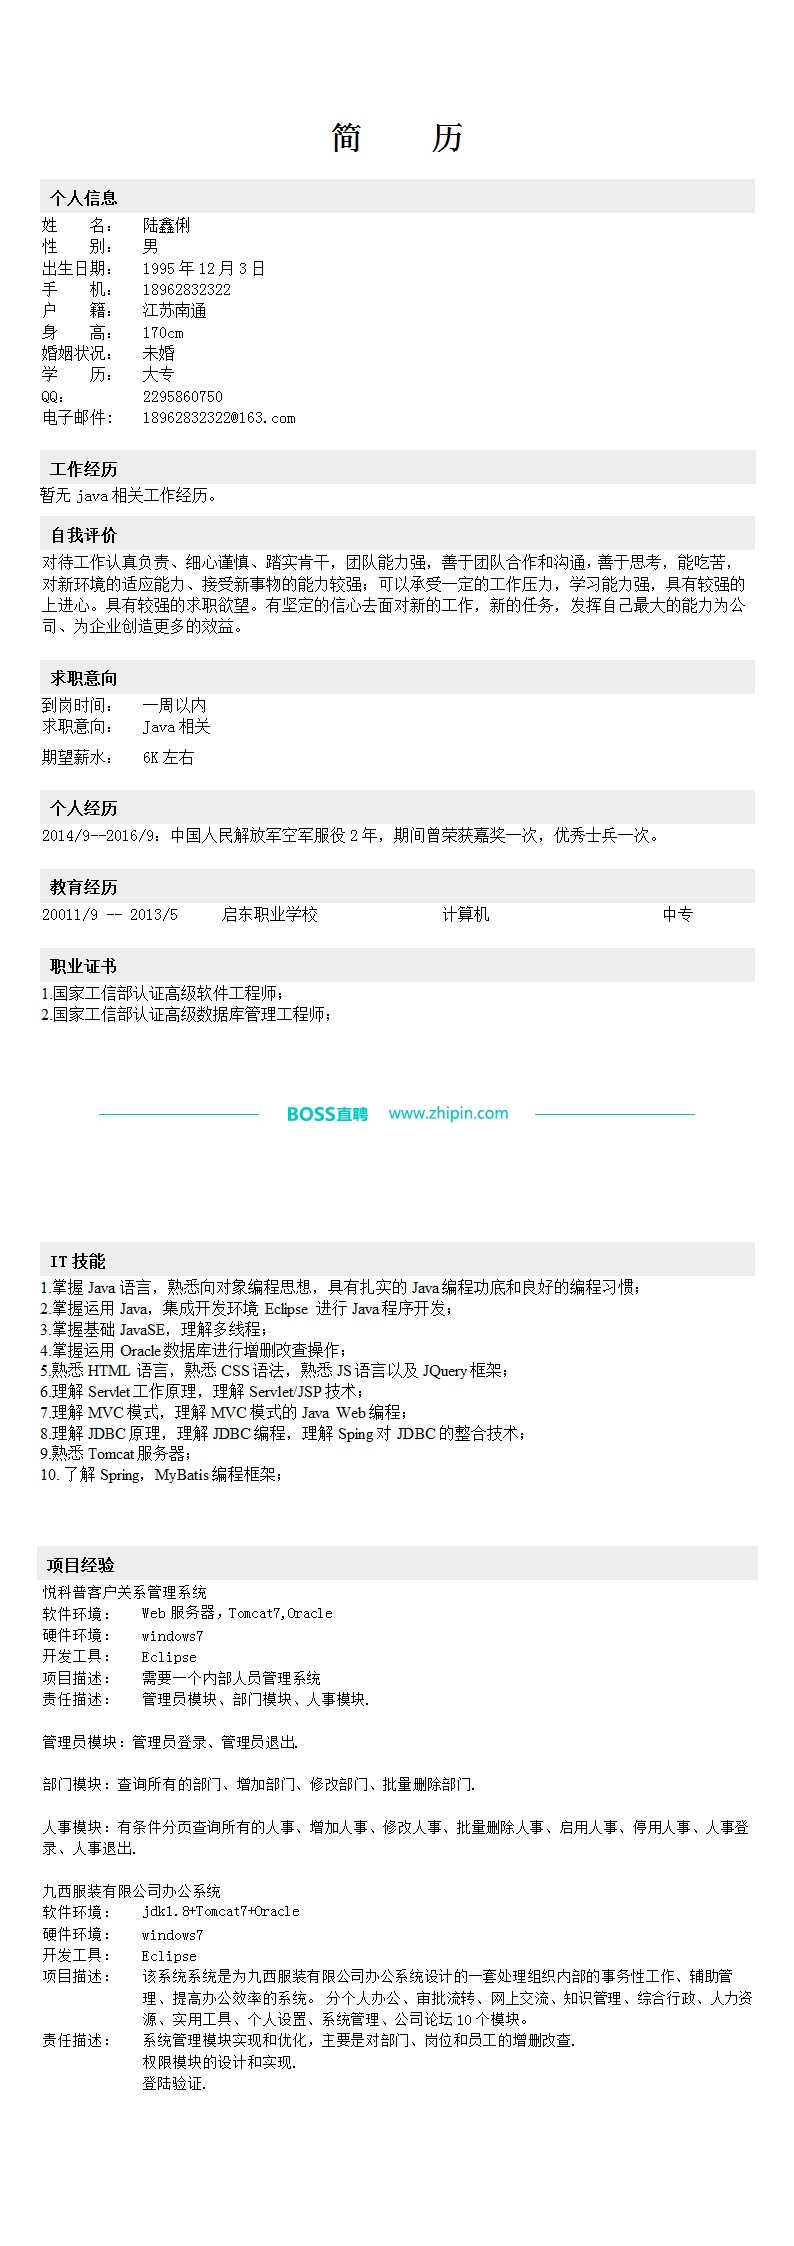 简 历
个人信息
姓 名： 陆鑫俐
性 别： 男
出生日期： 1995年12月3日
手 机： 18962832322
户 籍： 江苏南通
身 高： 170cm
婚姻状况： 未婚
学 历： 大专
QQ： 2295860750
电子邮件： 18962832322@163.com
工作经历
暂无 java 相关工作经历。
自我评价
对待工作认真负责、细心谨慎、踏实肯干，团队能力强，善于团队合作和沟通，善于思考，能吃苦，
对新环境的适应能力、接受新事物的能力较强；可以承受一定的工作压力，学习能力强，具有较强的
上进心。具有较强的求职欲望。有坚定的信心去面对新的工作，新的任务，发挥自己最大的能力为公
司、为企业创造更多的效益。
求职意向
到岗时间： 一周以内
求职意向： Java 相关
期望薪水： 6K 左右
个人经历
2014/9--2016/9：中国人民解放军空军服役 2 年，期间曾荣获嘉奖一次，优秀士兵一次。
教育经历
20011/9 -- 2013/5 启东职业学校 计算机 中专
职业证书
1.国家工信部认证高级软件工程师；
2.国家工信部认证高级数据库管理工程师；
BOSS直聘 www.zhipin.com
IT 技能
1.掌握 Java 语言，熟悉向对象编程思想，具有扎实的 Java 编程功底和良好的编程习惯；
2.掌握运用 Java，集成开发环境 Eclipse 进行 Java 程序开发；
3.掌握基础 JavaSE，理解多线程；
4.掌握运用 Oracle 数据库进行增删改查操作；
5.熟悉 HTML 语言，熟悉 CSS 语法，熟悉 JS 语言以及 JQuery 框架；
6.理解 Servlet 工作原理，理解 Servlet/JSP 技术；
7.理解 MVC 模式，理解 MVC 模式的 Java Web 编程；
8.理解 JDBC 原理，理解 JDBC 编程，理解 Sping 对 JDBC 的整合技术；
9.熟悉 Tomcat 服务器；
10. 了解 Spring，MyBatis 编程框架；
项目经验
悦科普客户关系管理系统
软件环境： Web 服务器，Tomcat7,Oracle
硬件环境： windows7
开发工具： Eclipse
项目描述： 需要一个内部人员管理系统
责任描述： 管理员模块、部门模块、人事模块.
管理员模块：管理员登录、管理员退出.
部门模块：查询所有的部门、增加部门、修改部门、批量删除部门.
人事模块：有条件分页查询所有的人事、增加人事、修改人事、批量删除人事、启用人事、停用人事、人事登
录、人事退出.
九西服装有限公司办公系统
软件环境： jdk1.8+Tomcat7+Oracle
硬件环境： windows7
开发工具： Eclipse
项目描述： 该系统系统是为九西服装有限公司办公系统设计的一套处理组织内部的事务性工作、辅助管
理、提高办公效率的系统。 分个人办公、审批流转、网上交流、知识管理、综合行政、人力资
源、实用工具、个人设置、系统管理、公司论坛 10 个模块。
责任描述： 系统管理模块实现和优化，主要是对部门、岗位和员工的增删改查.
权限模块的设计和实现.
登陆验证.